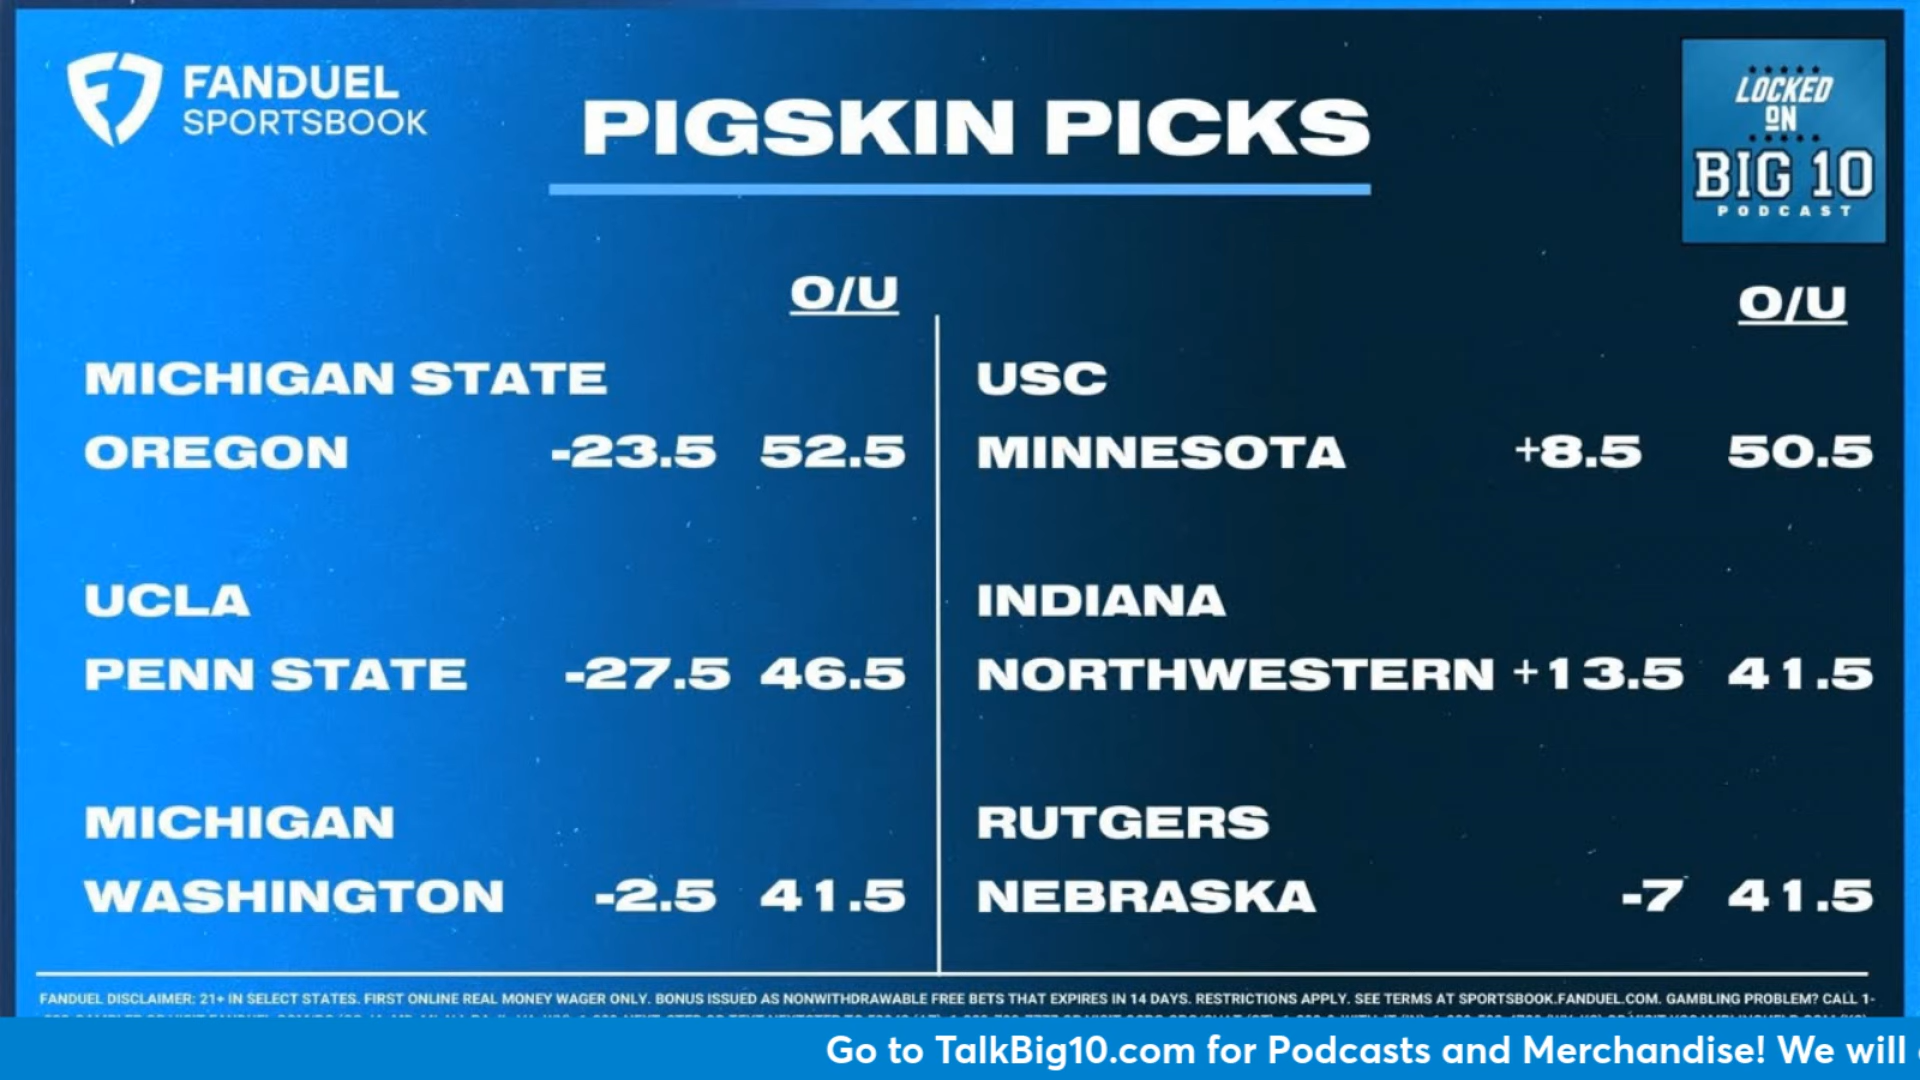 FANDUEL
SPORTSBOOK
PIGSKIN PICKS
LOCKED
ON
BIG 10
PODCAST
O/U
MICHIGAN STATE
OREGON -23.5 52.5
UCLA
PENN STATE -27.5 46.5
MICHIGAN
WASHINGTON -2.5 41.5
O/U
USC
MINNESOTA +8.5 50.5
INDIANA
NORTHWESTERN +13.5 41.5
RUTGERS
NEBRASKA -7 41.5
FANDUEL DISCLAIMER: 21+ IN SELECT STATES. FIRST ONLINE REAL MONEY WAGER ONLY. BONUS ISSUED AS NONWITHDRAWABLE FREE BETS THAT EXPIRES IN 14 DAYS. RESTRICTIONS APPLY. SEE TERMS AT SPORTSBOOK.FANDUEL.COM. GAMBLING PROBLEM? CALL 1-
Go to TalkBig10.com for Podcasts and Merchandise! We will